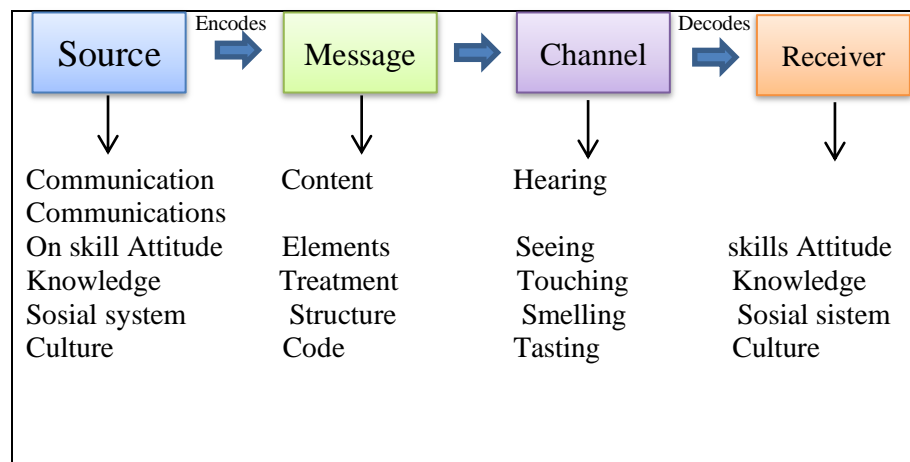 Encodes
Decodes
Source
Message
Channel
Receiver
Communication Content Hearing
Communications
On skill Attitude Elements Seeing skills Attitude
Knowledge Treatment Touching Knowledge
Sosial system Structure Smelling Sosial sistem
Culture Code Tasting Culture